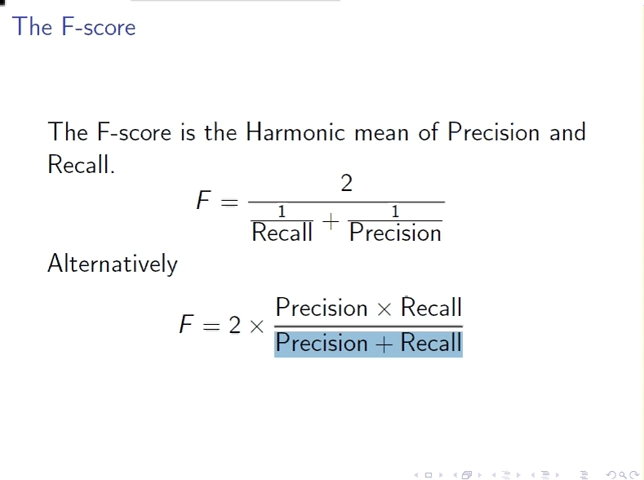 The F-score
The F-score is the Harmonic mean of Precision and
Recall.
F = 2 / (1/Recall + 1/Precision)
Alternatively
F = 2 × (Precision × Recall) / (Precision + Recall)